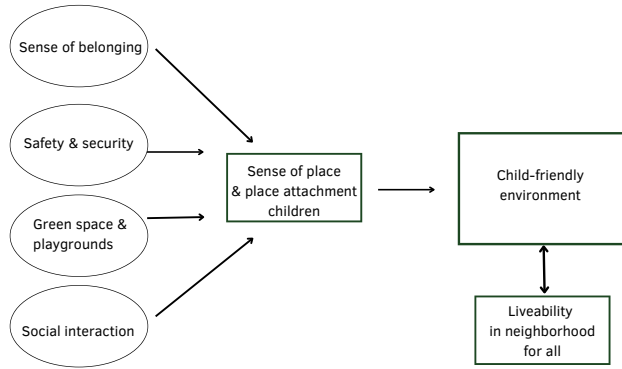 Sense of belonging
Safety & security
Green space &
playgrounds
Social interaction
Sense of place
& place attachment
children
Child-friendly
environment
Liveability
in neighborhood
for all